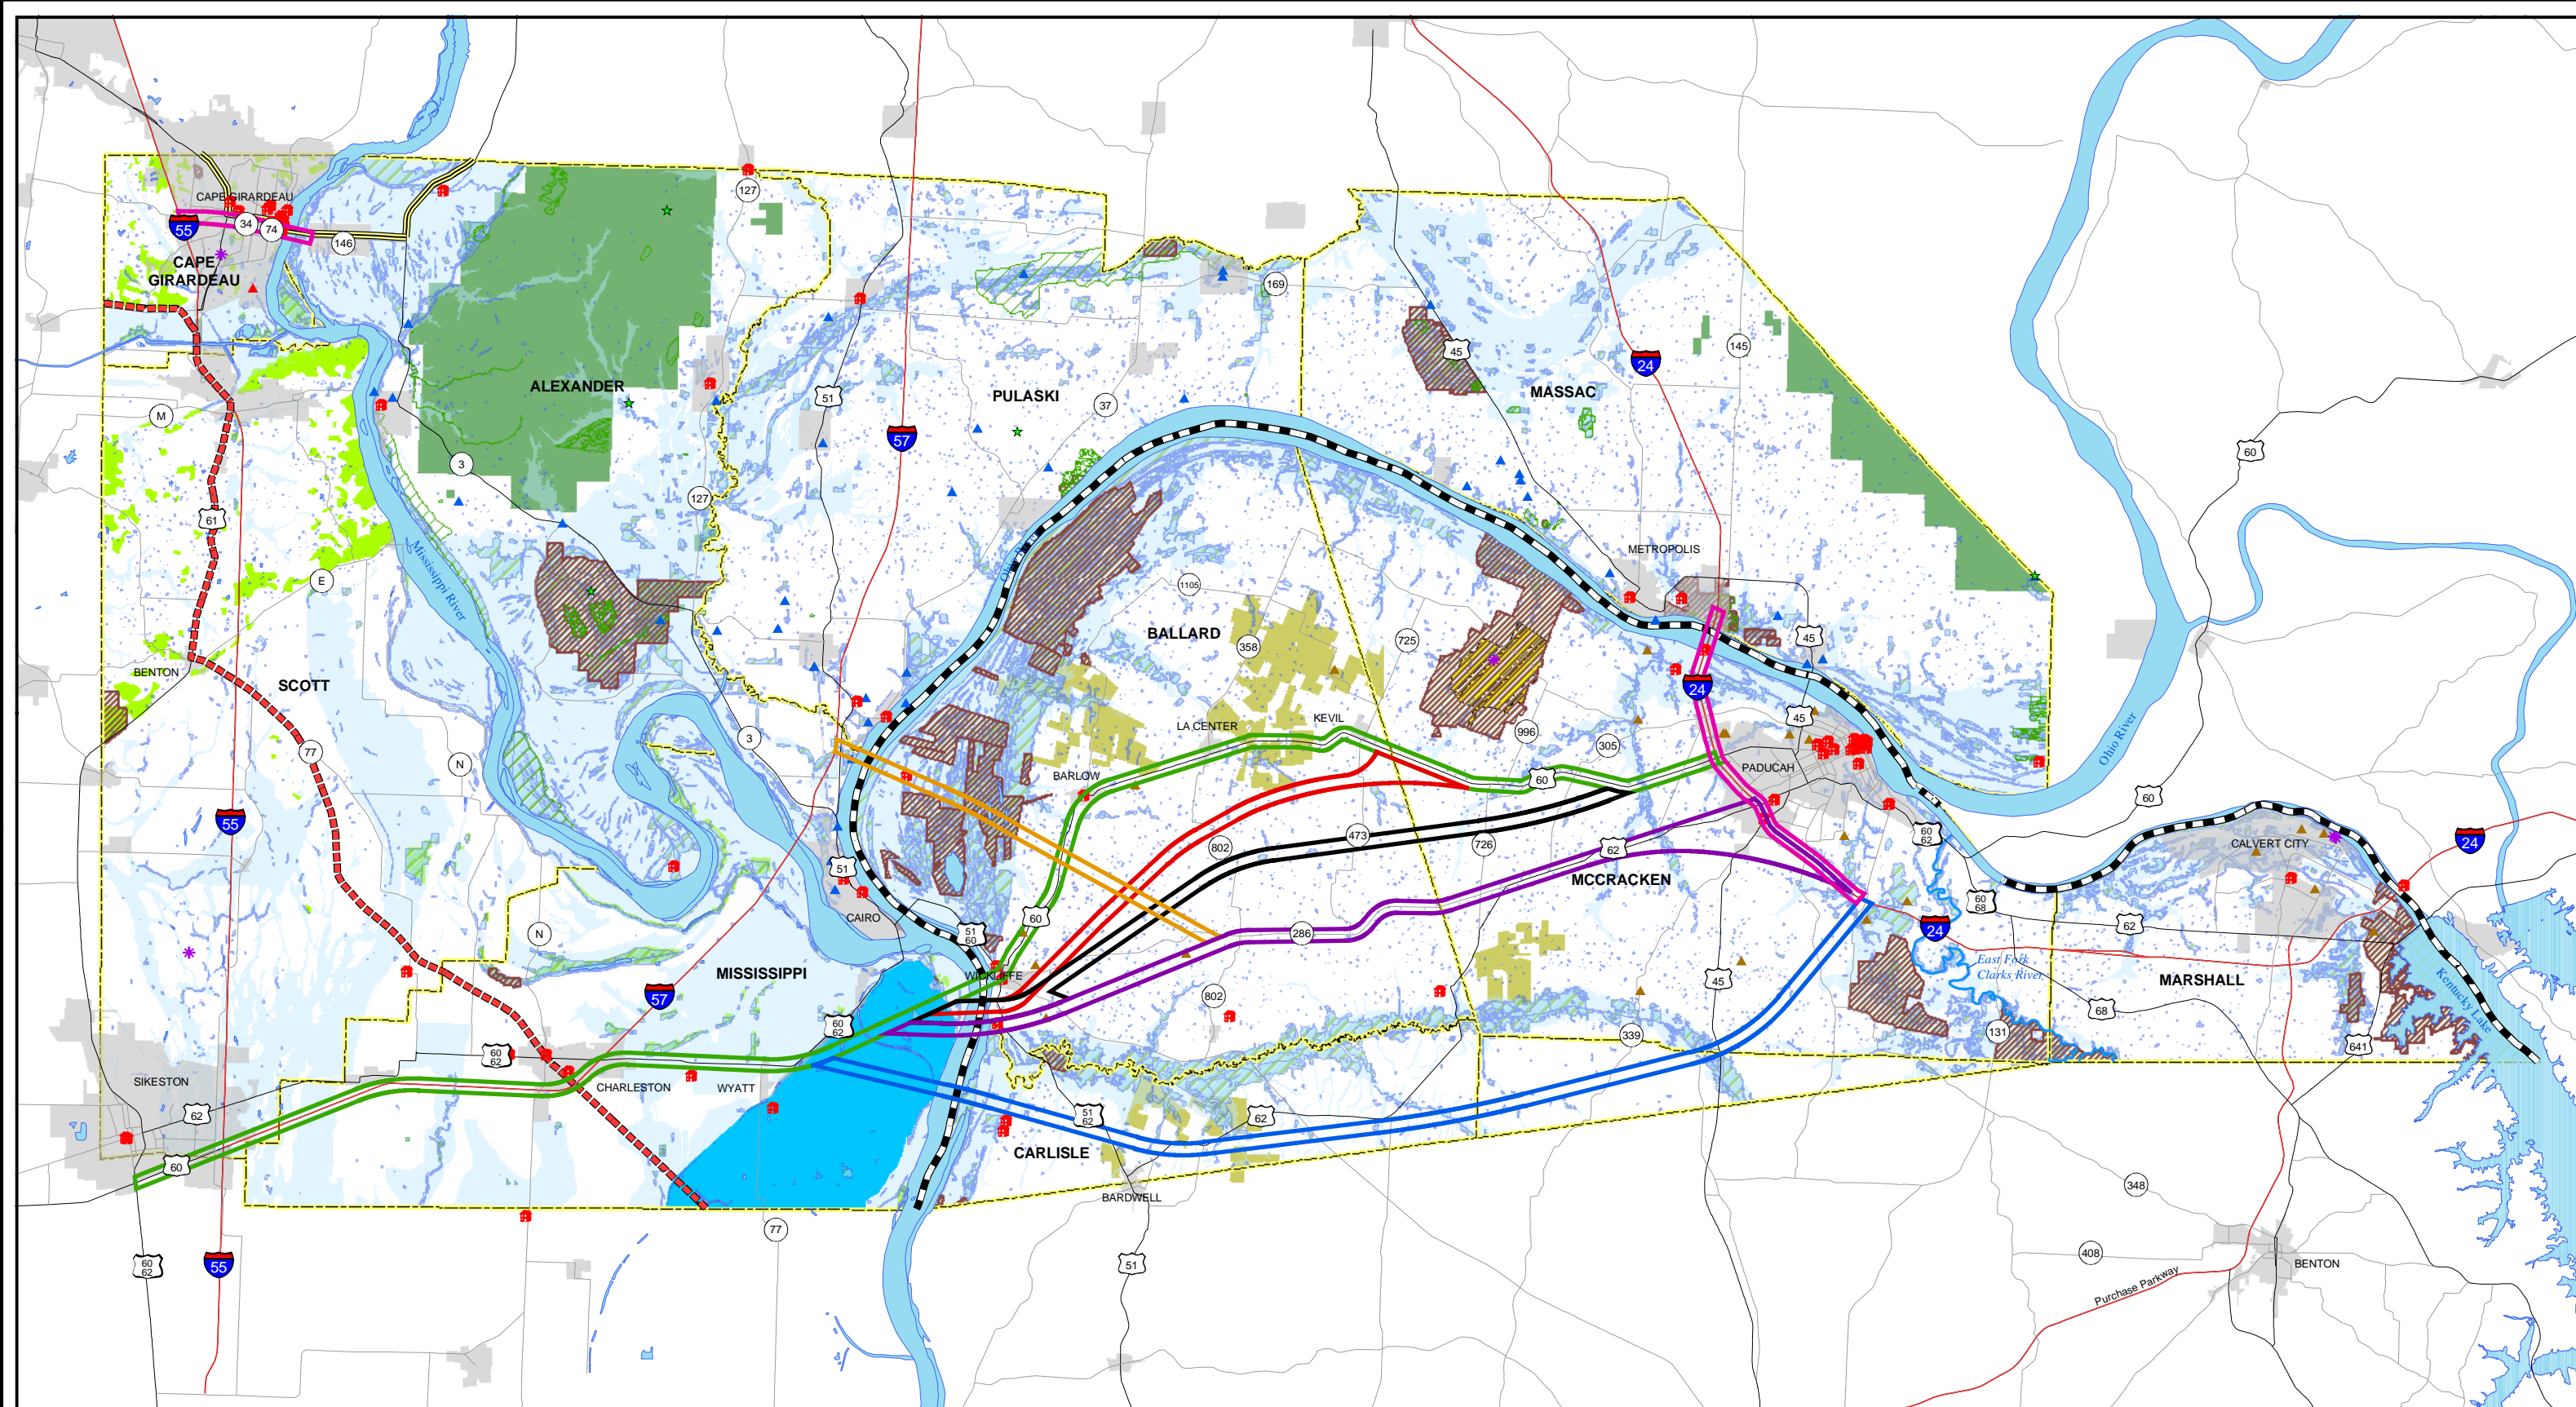 127
CAPE GIRARDEAU
55
34
74
146
CAPE
GIRARDEAU
169
45
145
24
ALEXANDER
51
PULASKI
37
MASSAC
M
57
3
60
127
61
Mississippi River
METROPOLIS
E
1105
BALLARD
358
725
45
BENTON
SCOTT
24
45
LA CENTER
KEVIL
996
305
Ohio River
77
N
3
BARLOW
60
PADUCAH
60
55
51
802
473
726
62
60
62
CALVERT CITY
24
MCCRACKEN
CAIRO
60
60
68
N
51
60
286
24
62
MISSISSIPPI
WICKLIFFE
East Fork
Clarks River
57
802
45
MARSHALL
Kentucky Lake
60
62
68
60
62
339
131
641
SIKESTON
CHARLESTON
WYATT
62
51
62
62
60
CARLISLE
BARDWELL
348
77
408
60
62
55
51
BENTON
Purchase Parkway